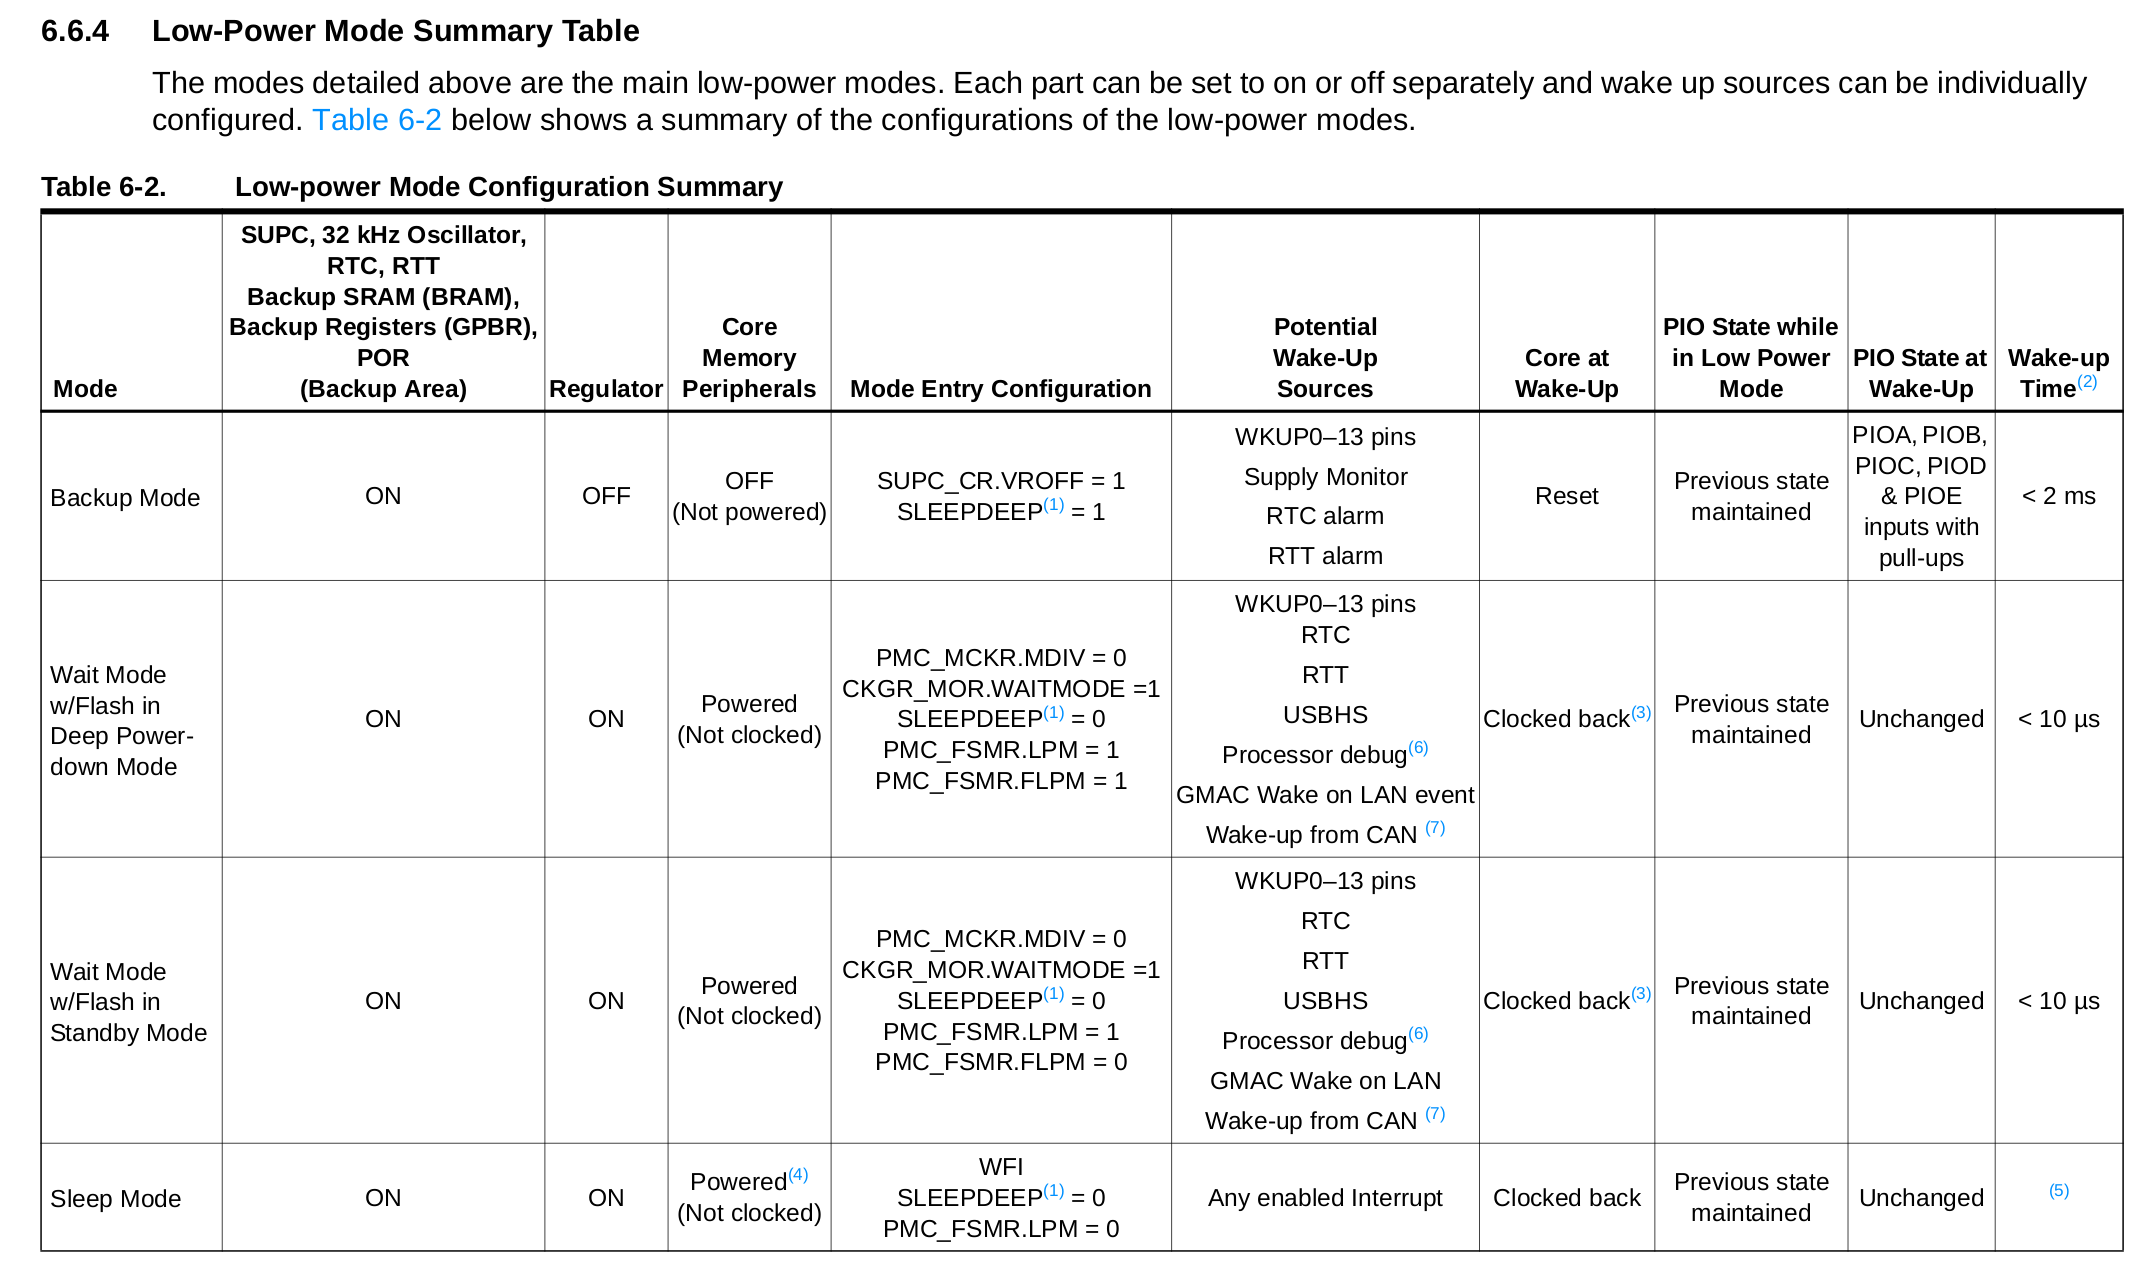 6.6.4 Low-Power Mode Summary Table
The modes detailed above are the main low-power modes. Each part can be set to on or off separately and wake up sources can be individually
configured. Table 6-2 below shows a summary of the configurations of the low-power modes.
Table 6-2. Low-power Mode Configuration Summary
Mode
SUPC, 32 kHz Oscillator,
RTC, RTT
Backup SRAM (BRAM),
Backup Registers (GPBR),
POR
(Backup Area)
Regulator
Core
Memory
Peripherals
Mode Entry Configuration
Potential
Wake-Up
Sources
Core at
Wake-Up
PIO State while
in Low Power
Mode
PIO State at
Wake-Up
Wake-up
Time(2)
Backup Mode
ON
OFF
OFF
(Not powered)
SUPC_CR.VROFF = 1
SLEEPDEEP(1) = 1
WKUP0–13 pins
Supply Monitor
RTC alarm
RTT alarm
Reset
Previous state
maintained
PIOA, PIOB,
PIOC, PIOD
& PIOE
inputs with
pull-ups
< 2 ms
Wait Mode
w/Flash in
Deep Power-
down Mode
ON
ON
Powered
(Not clocked)
PMC_MCKR.MDIV = 0
CKGR_MOR.WAITMODE =1
SLEEPDEEP(1) = 0
PMC_FSMR.LPM = 1
PMC_FSMR.FLPM = 1
WKUP0–13 pins
RTC
RTT
USBHS
Processor debug(6)
GMAC Wake on LAN event
Wake-up from CAN (7)
Clocked back(3)
Previous state
maintained
Unchanged
< 10 µs
Wait Mode
w/Flash in
Standby Mode
ON
ON
Powered
(Not clocked)
PMC_MCKR.MDIV = 0
CKGR_MOR.WAITMODE =1
SLEEPDEEP(1) = 0
PMC_FSMR.LPM = 1
PMC_FSMR.FLPM = 0
WKUP0–13 pins
RTC
RTT
USBHS
Processor debug(6)
GMAC Wake on LAN
Wake-up from CAN (7)
Clocked back(3)
Previous state
maintained
Unchanged
< 10 µs
Sleep Mode
ON
ON
Powered(4)
(Not clocked)
WFI
SLEEPDEEP(1) = 0
PMC_FSMR.LPM = 0
Any enabled Interrupt
Clocked back
Previous state
maintained
Unchanged
(5)